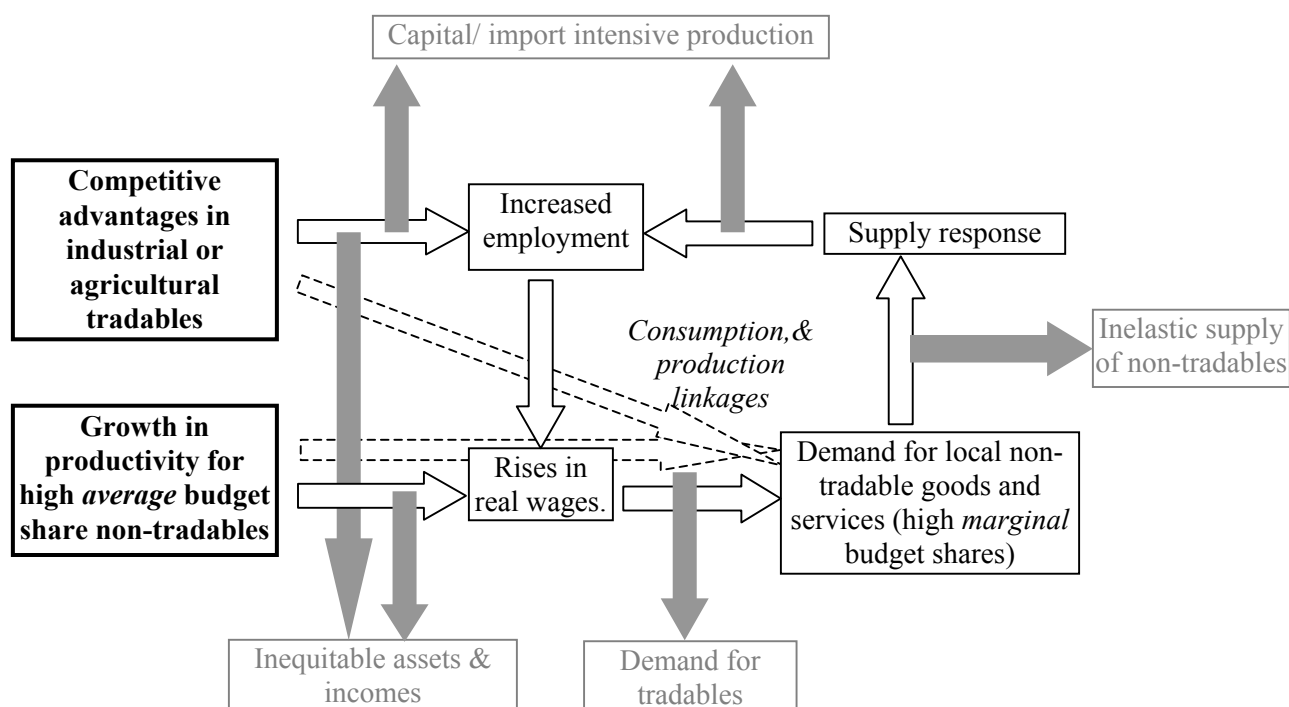 Capital/ import intensive production
Competitive
advantages in
industrial or
agricultural
tradables
Increased
employment
Supply response
Consumption,&
production
linkages
Inelastic supply
of non-tradables
Growth in
productivity for
high average budget
share non-tradables
Rises in
real wages.
Demand for local non-
tradable goods and
services (high marginal
budget shares)
Inequitable assets &
incomes
Demand for
tradables